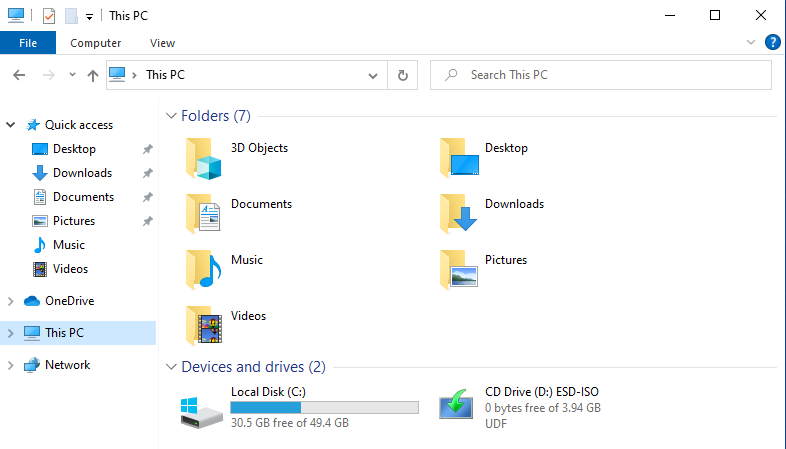 This PC
File
Computer
View
This PC
Search This PC
Quick access
Desktop
Downloads
Documents
Pictures
Music
Videos
OneDrive
This PC
Network
Folders (7)
3D Objects
Desktop
Documents
Downloads
Music
Pictures
Videos
Devices and drives (2)
Local Disk (C:)
30.5 GB free of 49.4 GB
CD Drive (D:) ESD-ISO
0 bytes free of 3.94 GB
UDF